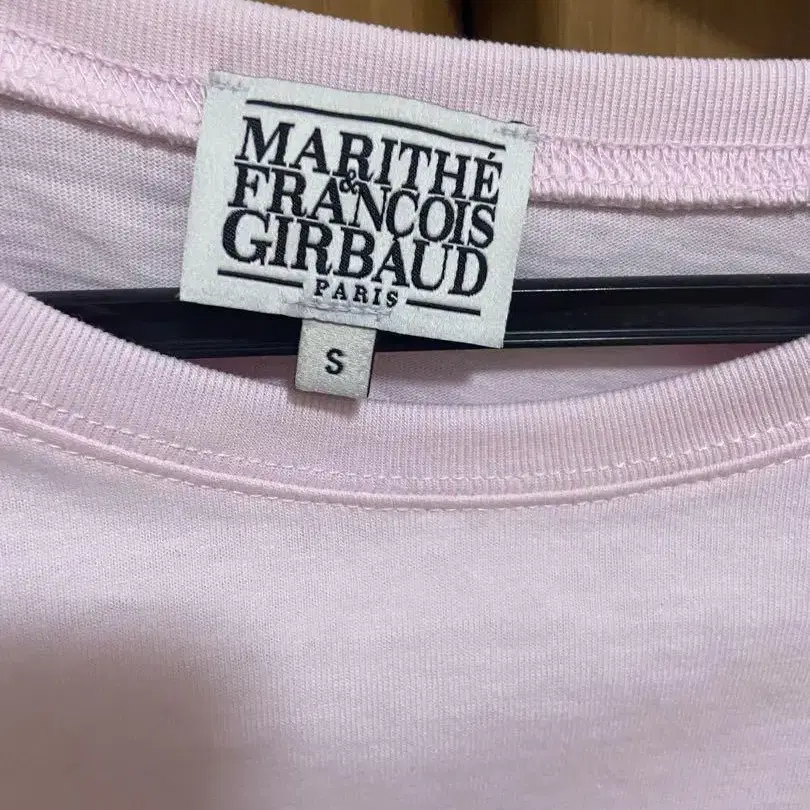 MARITHÉ
&
FRANCOIS
GIRBAUD
PARIS
S